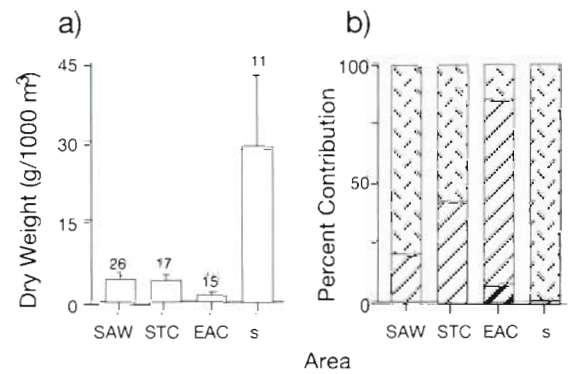 a)
Dry Weight (g/1000 m³)
45
30
15
0
26
17
15
11
SAW STC EAC s
b)
Percent Contribution
100
50
0
SAW STC EAC s
Area